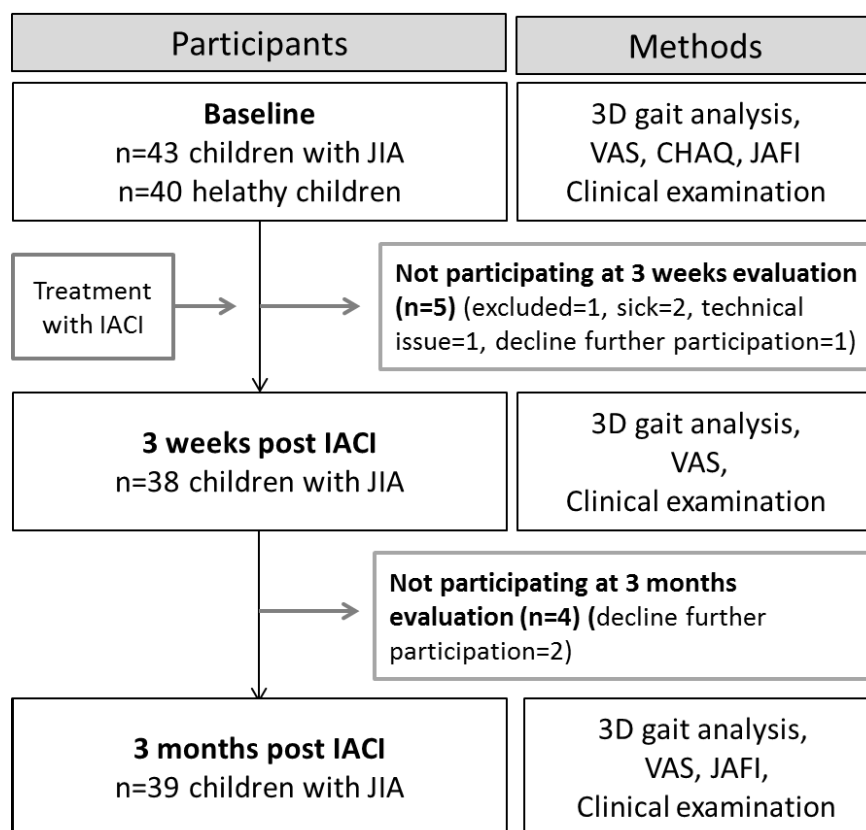 Participants
Methods
Baseline
n=43 children with JIA
n=40 helathy children
3D gait analysis,
VAS, CHAQ, JAFI
Clinical examination
Treatment
with IACI
Not participating at 3 weeks evaluation
(n=5) (excluded=1, sick=2, technical
issue=1, decline further participation=1)
3 weeks post IACI
n=38 children with JIA
3D gait analysis,
VAS,
Clinical examination
Not participating at 3 months
evaluation (n=4) (decline further
participation=2)
3 months post IACI
n=39 children with JIA
3D gait analysis,
VAS, JAFI,
Clinical examination